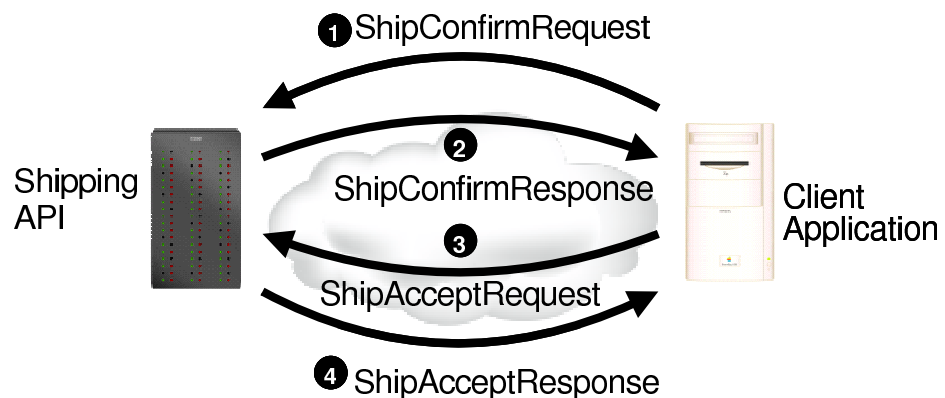 1 ShipConfirmRequest
2
ShipConfirmResponse
Shipping
API
Client
Application
3
ShipAcceptRequest
4 ShipAcceptResponse